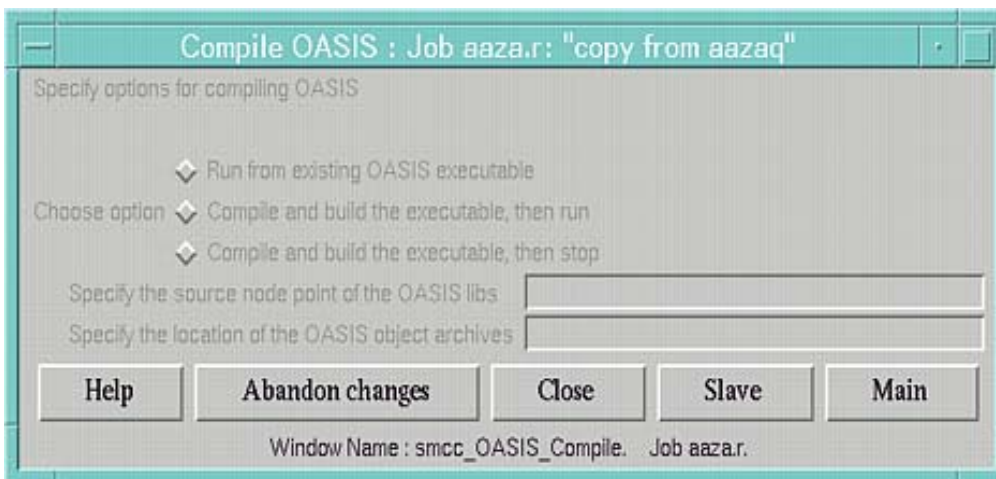 Compile OASIS : Job aaza.r: "copy from aazaq"
Specify options for compiling OASIS
Run from existing OASIS executable
Choose option Compile and build the executable, then run
Compile and build the executable, then stop
Specify the source node point of the OASIS libs
Specify the location of the OASIS object archives
Help Abandon changes Close Slave Main
Window Name : smcc_OASIS_Compile. Job aaza.r.